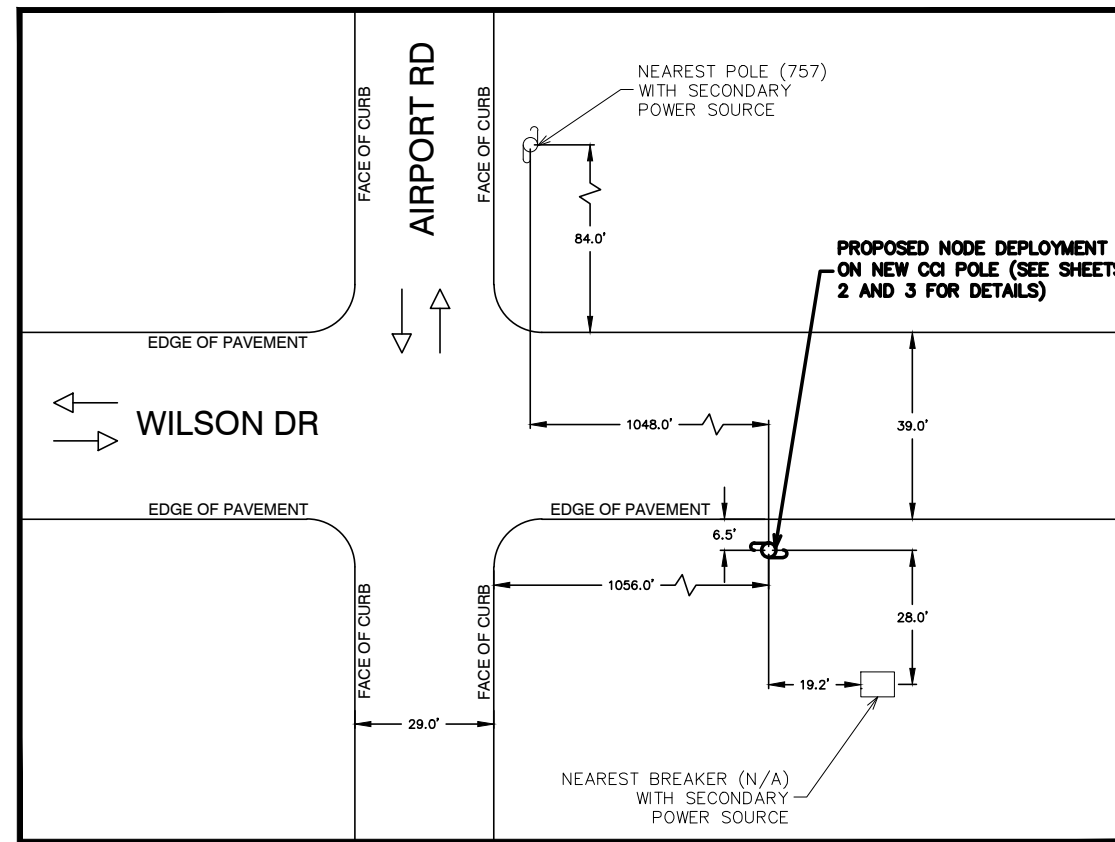 NEAREST POLE (757)
WITH SECONDARY
POWER SOURCE
FACE OF CURB
AIRPORT RD
FACE OF CURB
84.0'
PROPOSED NODE DEPLOYMENT
ON NEW CCI POLE (SEE SHEETS
2 AND 3 FOR DETAILS)
EDGE OF PAVEMENT
WILSON DR
1048.0'
39.0'
EDGE OF PAVEMENT
EDGE OF PAVEMENT
6.5'
1056.0'
28.0'
FACE OF CURB
FACE OF CURB
19.2'
29.0'
NEAREST BREAKER (N/A)
WITH SECONDARY
POWER SOURCE